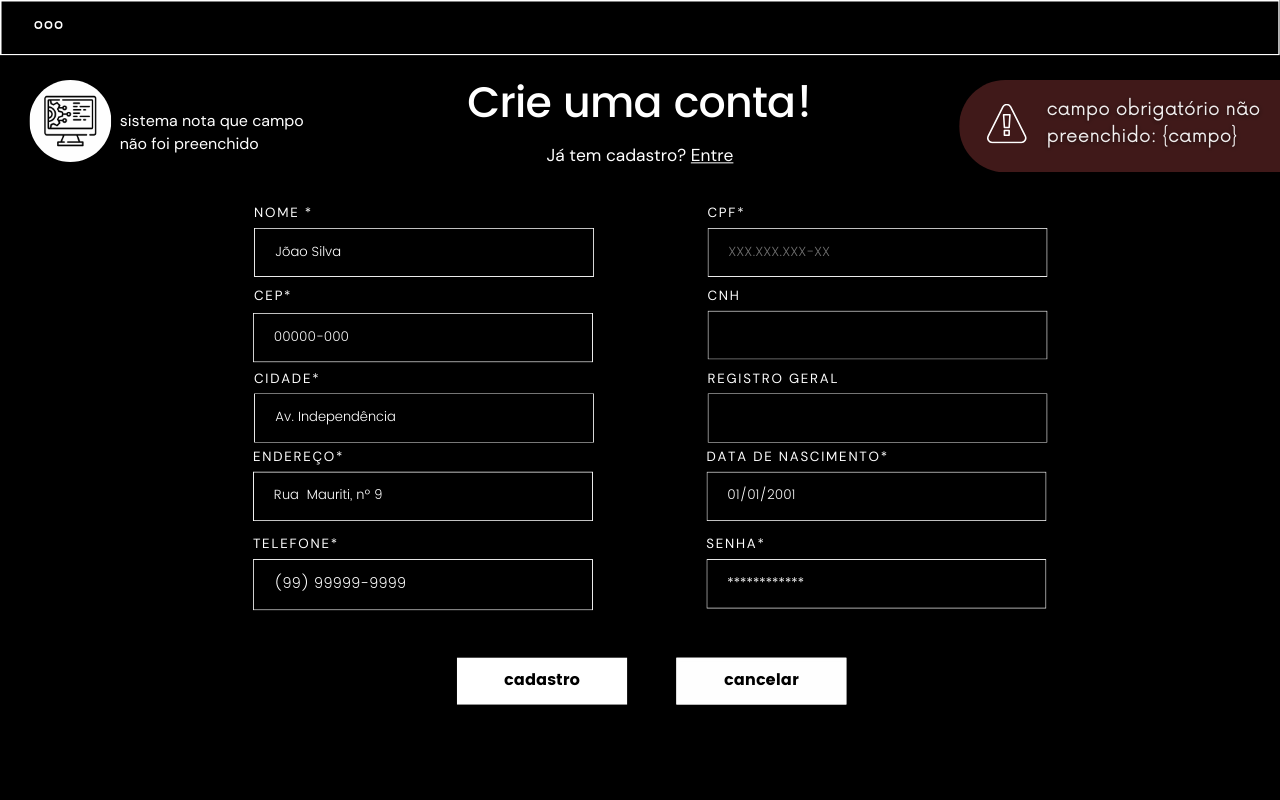 sistema nota que campo
não foi preenchido
Crie uma conta!
Já tem cadastro? Entre
campo obrigatório não
preenchido: {campo}
NOME *
Jõao Silva
CPF*
XXX.XXX.XXX-XX
CEP*
00000-000
CNH
CIDADE*
Av. Independência
REGISTRO GERAL
ENDEREÇO*
Rua  Mauriti, n° 9
DATA DE NASCIMENTO*
01/01/2001
TELEFONE*
(99) 99999-9999
SENHA*
************
cadastro
cancelar